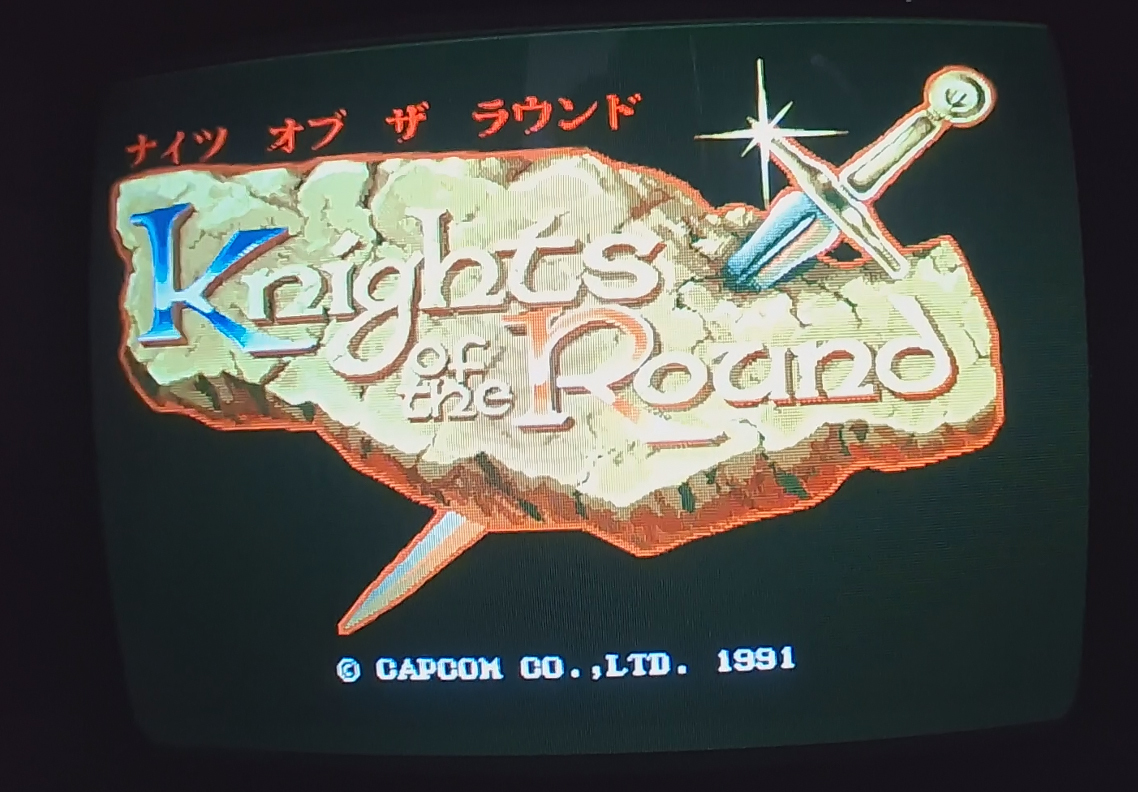 ナイツ オブ ザ ラウンド
Knights
of
the Round
© CAPCOM CO.,LTD. 1991